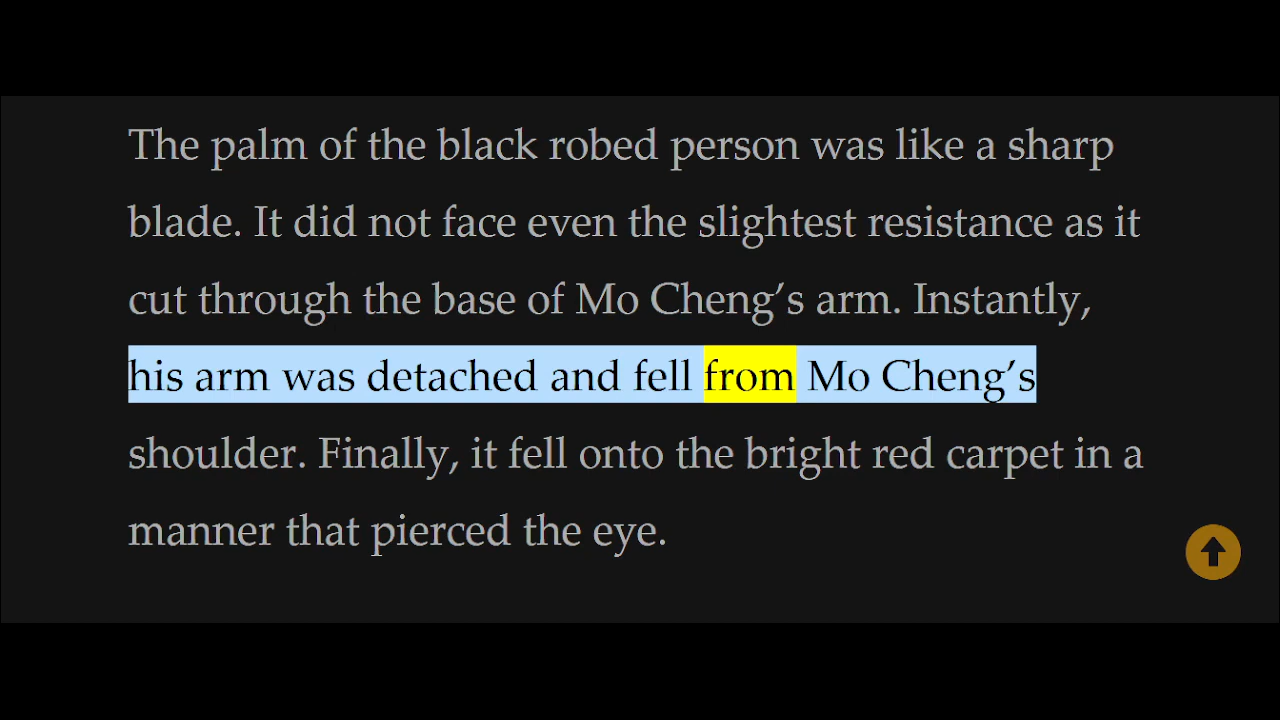 The palm of the black robed person was like a sharp
blade. It did not face even the slightest resistance as it
cut through the base of Mo Cheng’s arm. Instantly,
his arm was detached and fell from Mo Cheng’s
shoulder. Finally, it fell onto the bright red carpet in a
manner that pierced the eye.